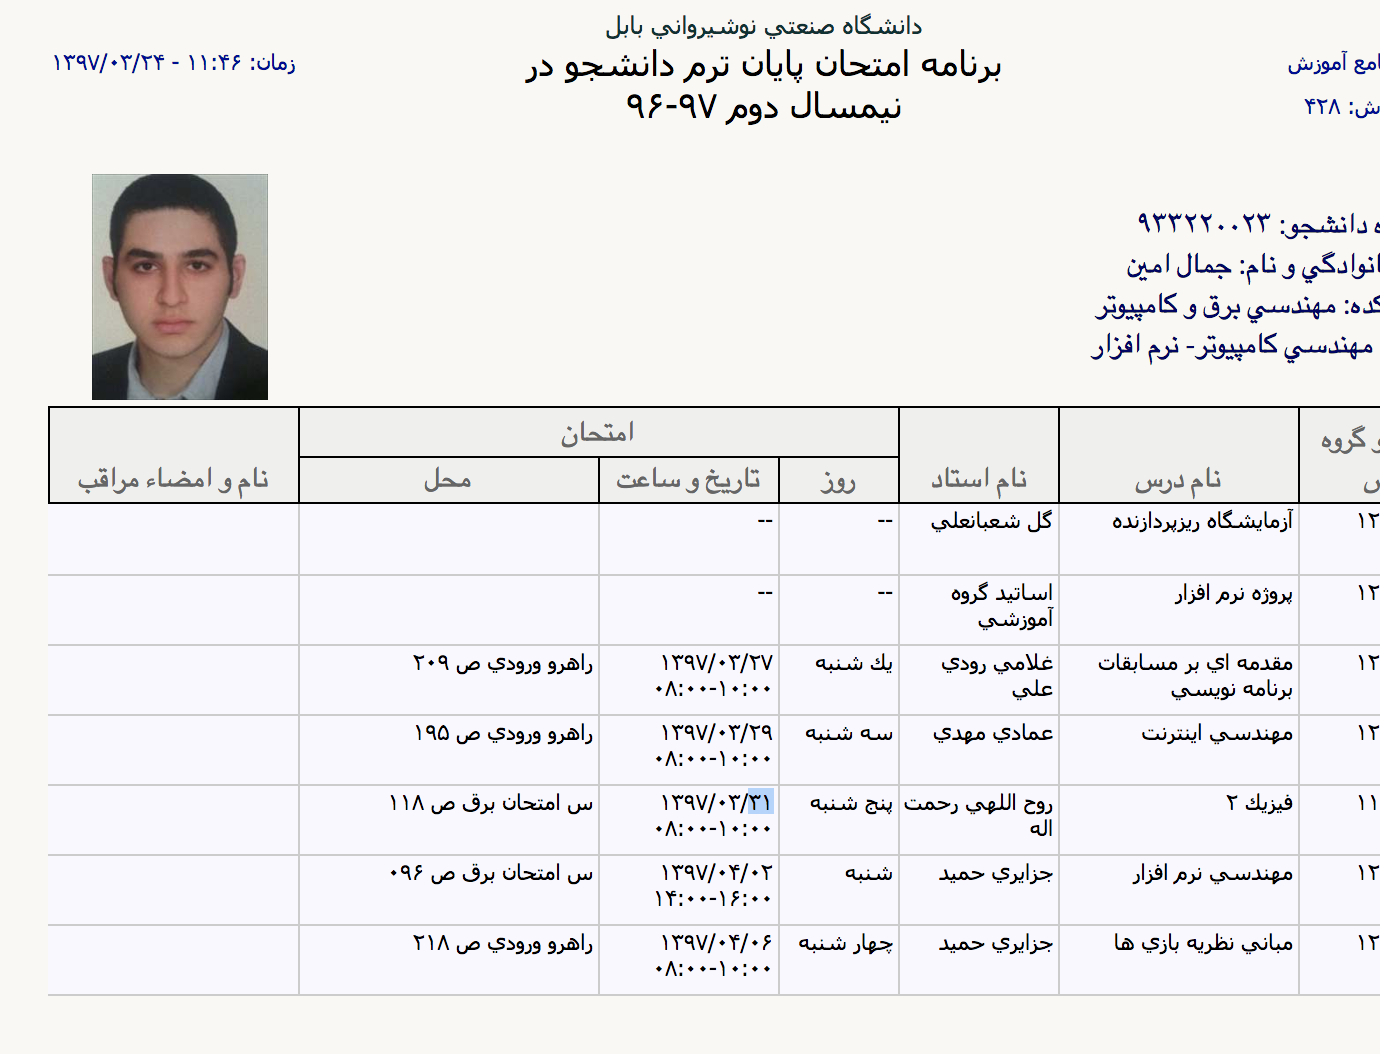 دانشگاه صنعتي نوشيرواني بابل
برنامه امتحان پايان ترم دانشجو در
نيمسال دوم ۹۷-۹۶
آموزش
زمان: ۱۱:۴۶ - ۱۳۹۷/۰۳/۲۴
۴۲۸
دانشجو: ۹۳۳۲۲۰۰۲۳
و نام: جمال امين
مهندسي برق و كامپيوتر
مهندسي كامپيوتر- نرم افزار
و گروه
نام درس
نام استاد
امتحان
روز
تاريخ و ساعت
محل
نام و امضاء مراقب
۱۲ آزمايشگاه ريزپردازنده گل شعبانعلي -- --
۱۲ پروژه نرم افزار اساتيد گروه -- --
آموزشي
۱۲ مقدمه اي بر مسابقات غلامي رودي يك شنبه ۱۳۹۷/۰۳/۲۷ راهرو ورودي ص ۲۰۹
برنامه نويسي علي ۰۸:۰۰-۱۰:۰۰
۱۲ مهندسي اينترنت عمادي مهدي سه شنبه ۱۳۹۷/۰۳/۲۹ راهرو ورودي ص ۱۹۵
۰۸:۰۰-۱۰:۰۰
۱۱ فيزيك ۲ روح اللهي رحمت پنج شنبه ۱۳۹۷/۰۳/۳۱ س امتحان برق ص ۱۱۸
اله ۰۸:۰۰-۱۰:۰۰
۱۲ مهندسي نرم افزار جزايري حميد شنبه ۱۳۹۷/۰۴/۰۲ س امتحان برق ص ۰۹۶
۱۴:۰۰-۱۶:۰۰
۱۲ مباني نظريه بازي ها جزايري حميد چهار شنبه ۱۳۹۷/۰۴/۰۶ راهرو ورودي ص ۲۱۸
۰۸:۰۰-۱۰:۰۰